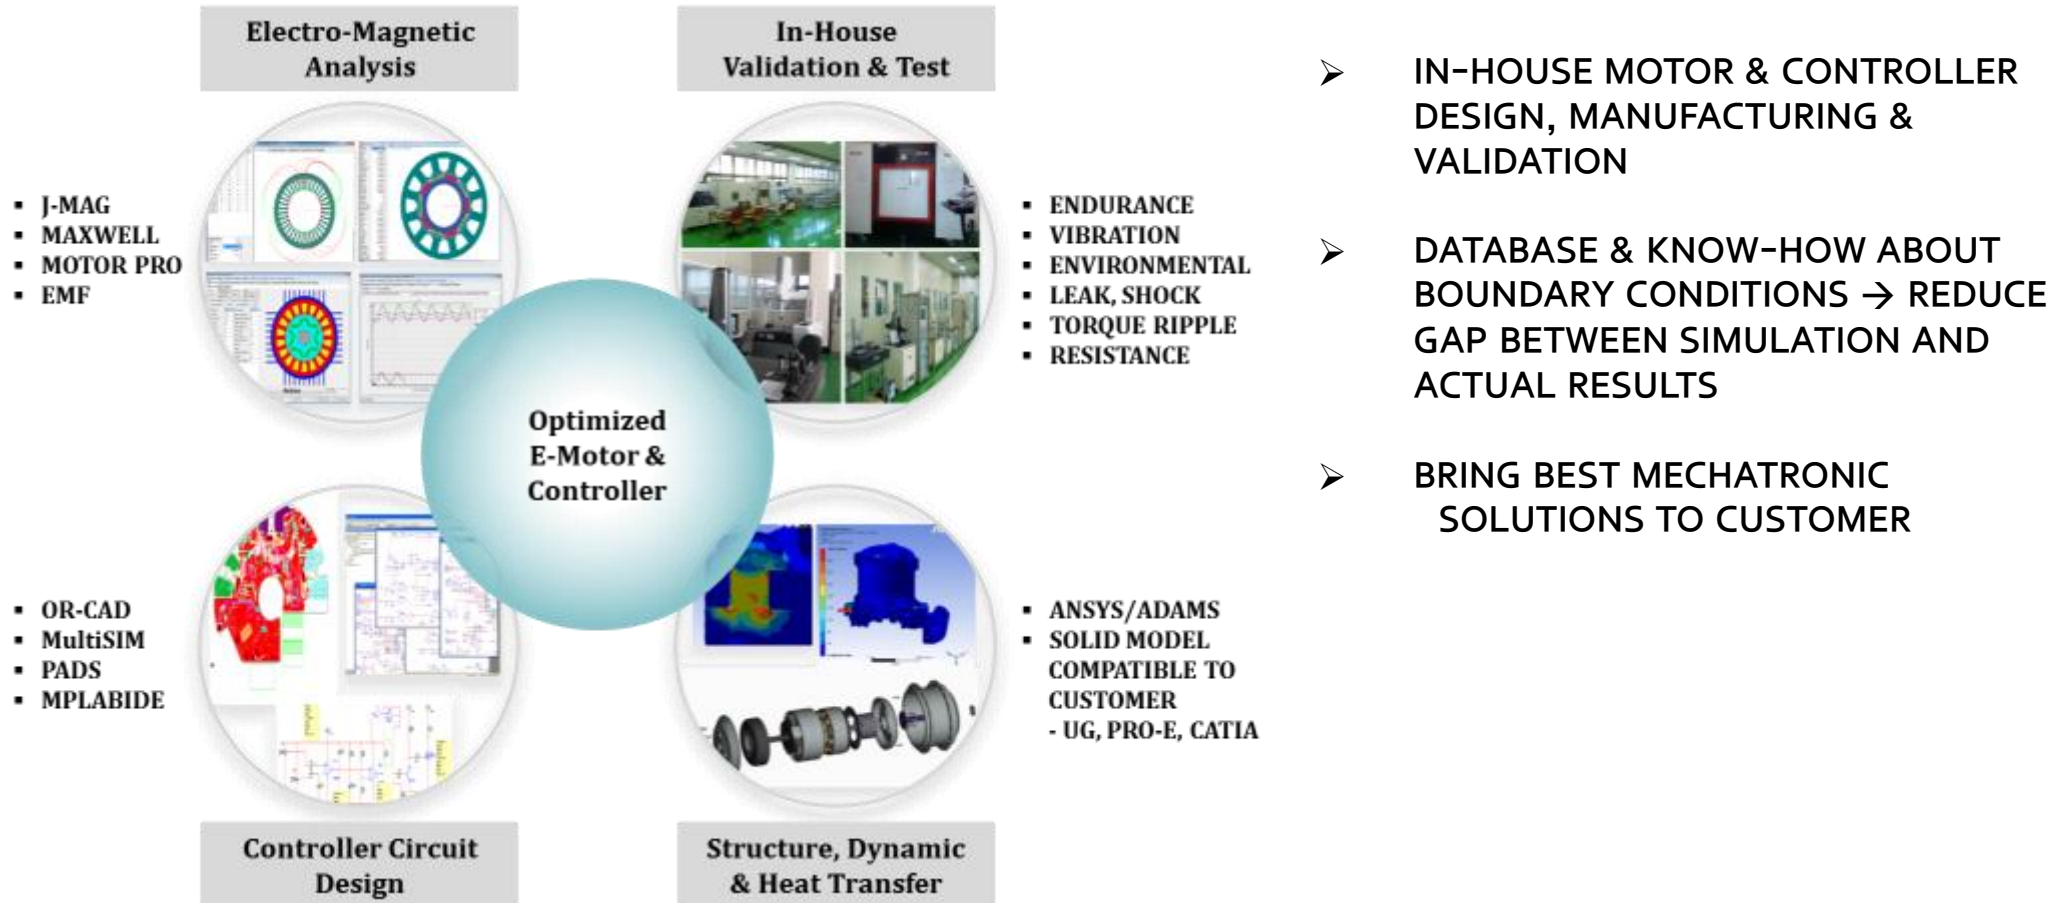 Electro-Magnetic
Analysis
▪ J-MAG
▪ MAXWELL
▪ MOTOR PRO
▪ EMF
In-House
Validation & Test
▪ ENDURANCE
▪ VIBRATION
▪ ENVIRONMENTAL
▪ LEAK, SHOCK
▪ TORQUE RIPPLE
▪ RESISTANCE
Optimized
E-Motor &
Controller
▪ OR-CAD
▪ MultiSIM
▪ PADS
▪ MPLABIDE
Controller Circuit
Design
▪ ANSYS/ADAMS
▪ SOLID MODEL
COMPATIBLE TO
CUSTOMER
- UG, PRO-E, CATIA
Structure, Dynamic
& Heat Transfer
➢ IN-HOUSE MOTOR & CONTROLLER
DESIGN, MANUFACTURING &
VALIDATION
➢ DATABASE & KNOW-HOW ABOUT
BOUNDARY CONDITIONS → REDUCE
GAP BETWEEN SIMULATION AND
ACTUAL RESULTS
➢ BRING BEST MECHATRONIC
SOLUTIONS TO CUSTOMER